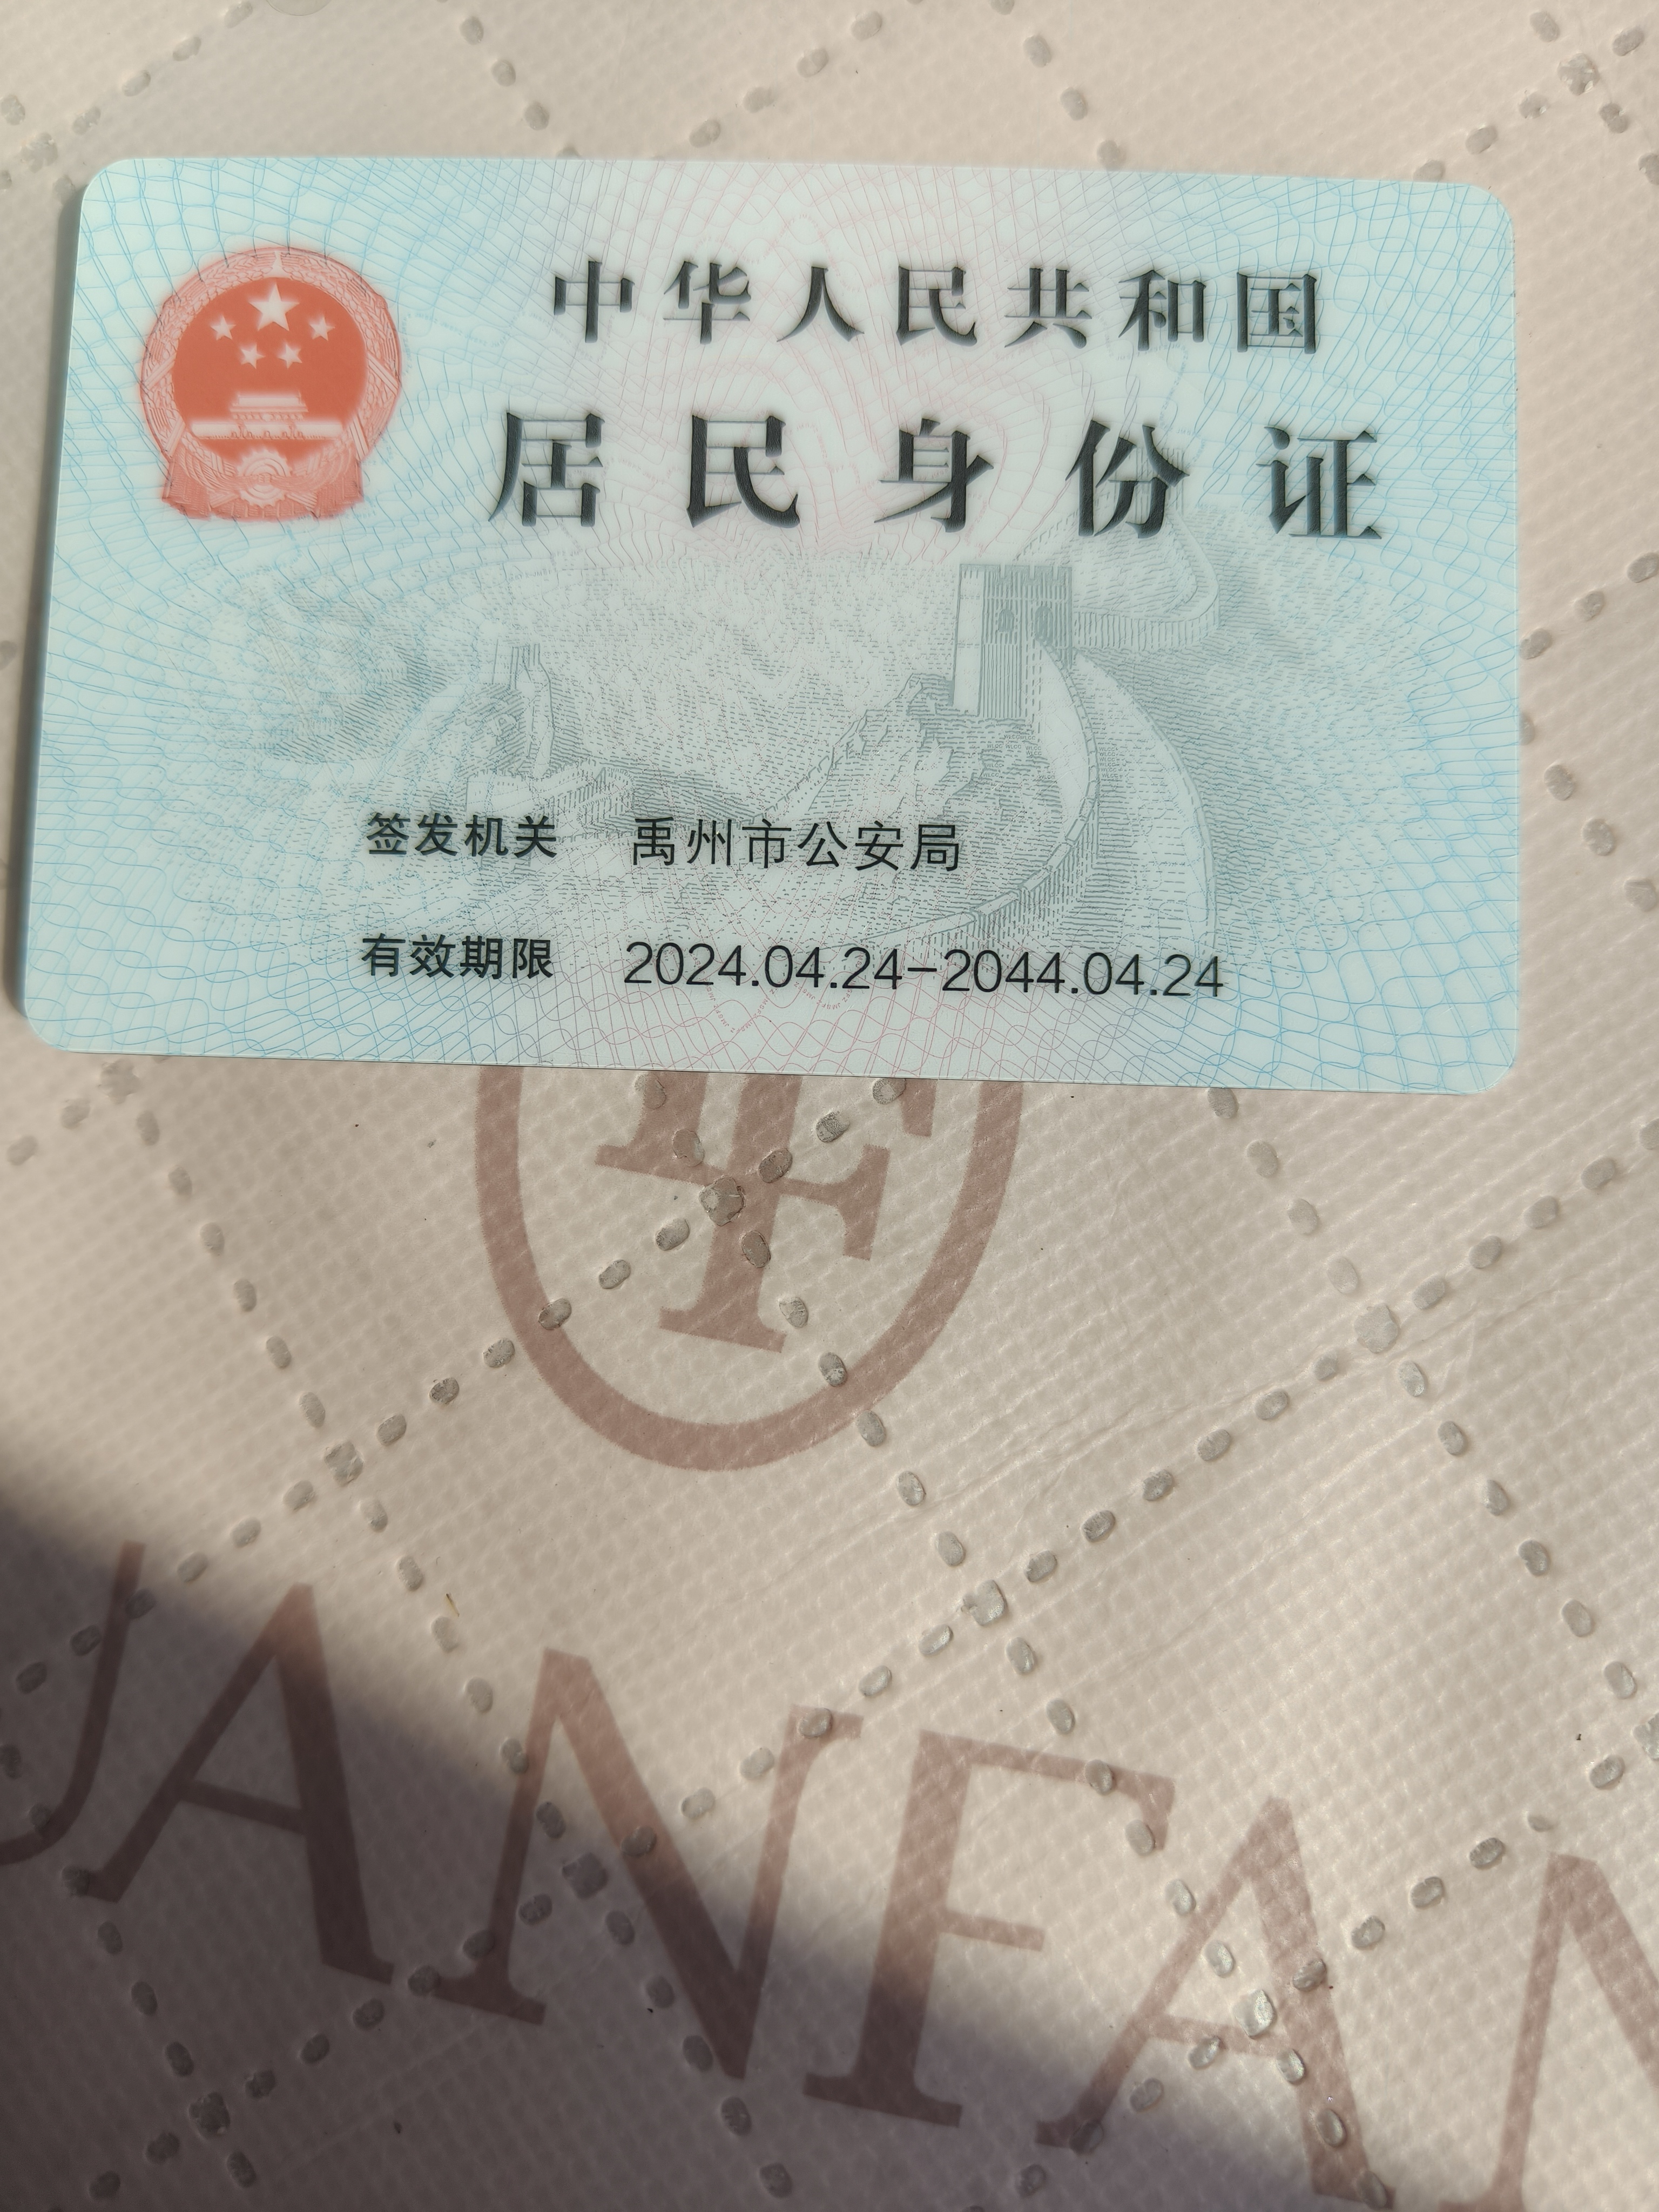 中华人民共和国
居民身份证
签发机关 禹州市公安局
有效期限 2024.04.24-2044.04.24
F
UANFAN